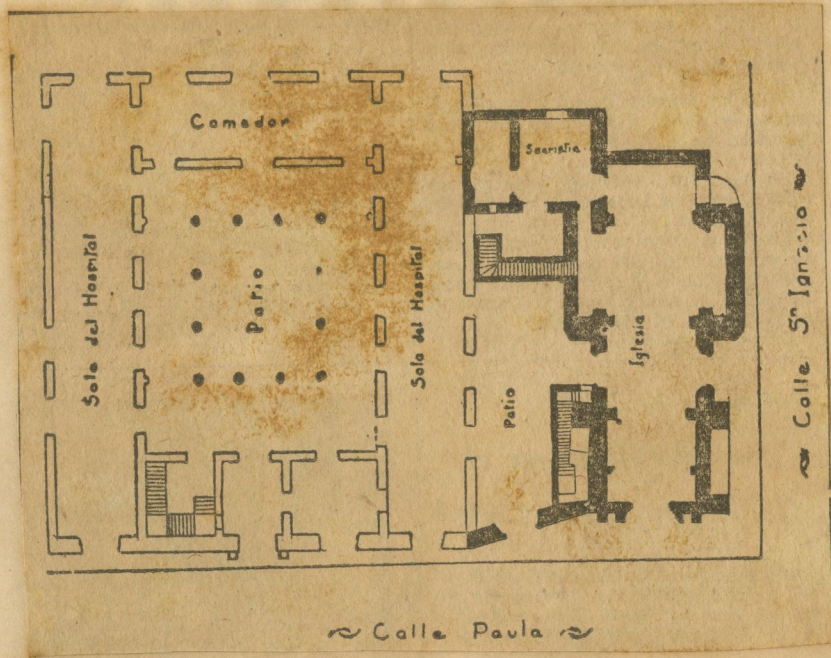 Comedor
Sacristia
Sala del Hospital
Patio
Sala del Hospital
Patio
Iglesia
Calle Sn Ignacio
Calle Paula